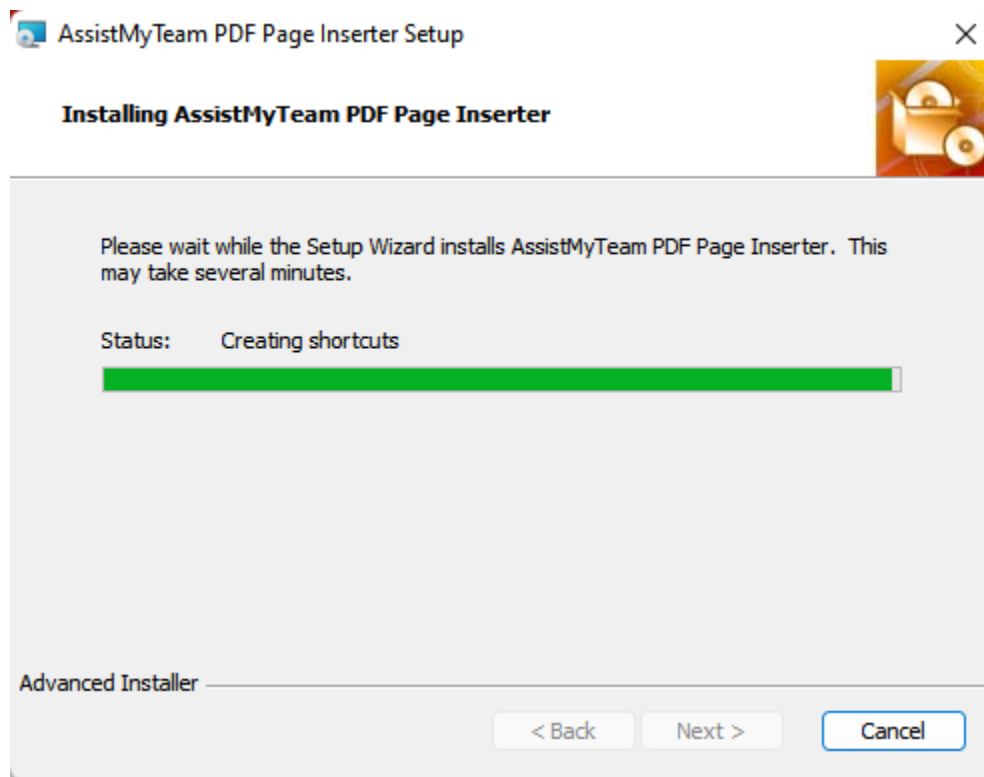 AssistMyTeam PDF Page Inserter Setup
Installing AssistMyTeam PDF Page Inserter
Please wait while the Setup Wizard installs AssistMyTeam PDF Page Inserter. This
may take several minutes.
Status: Creating shortcuts
Advanced Installer
< Back Next > Cancel